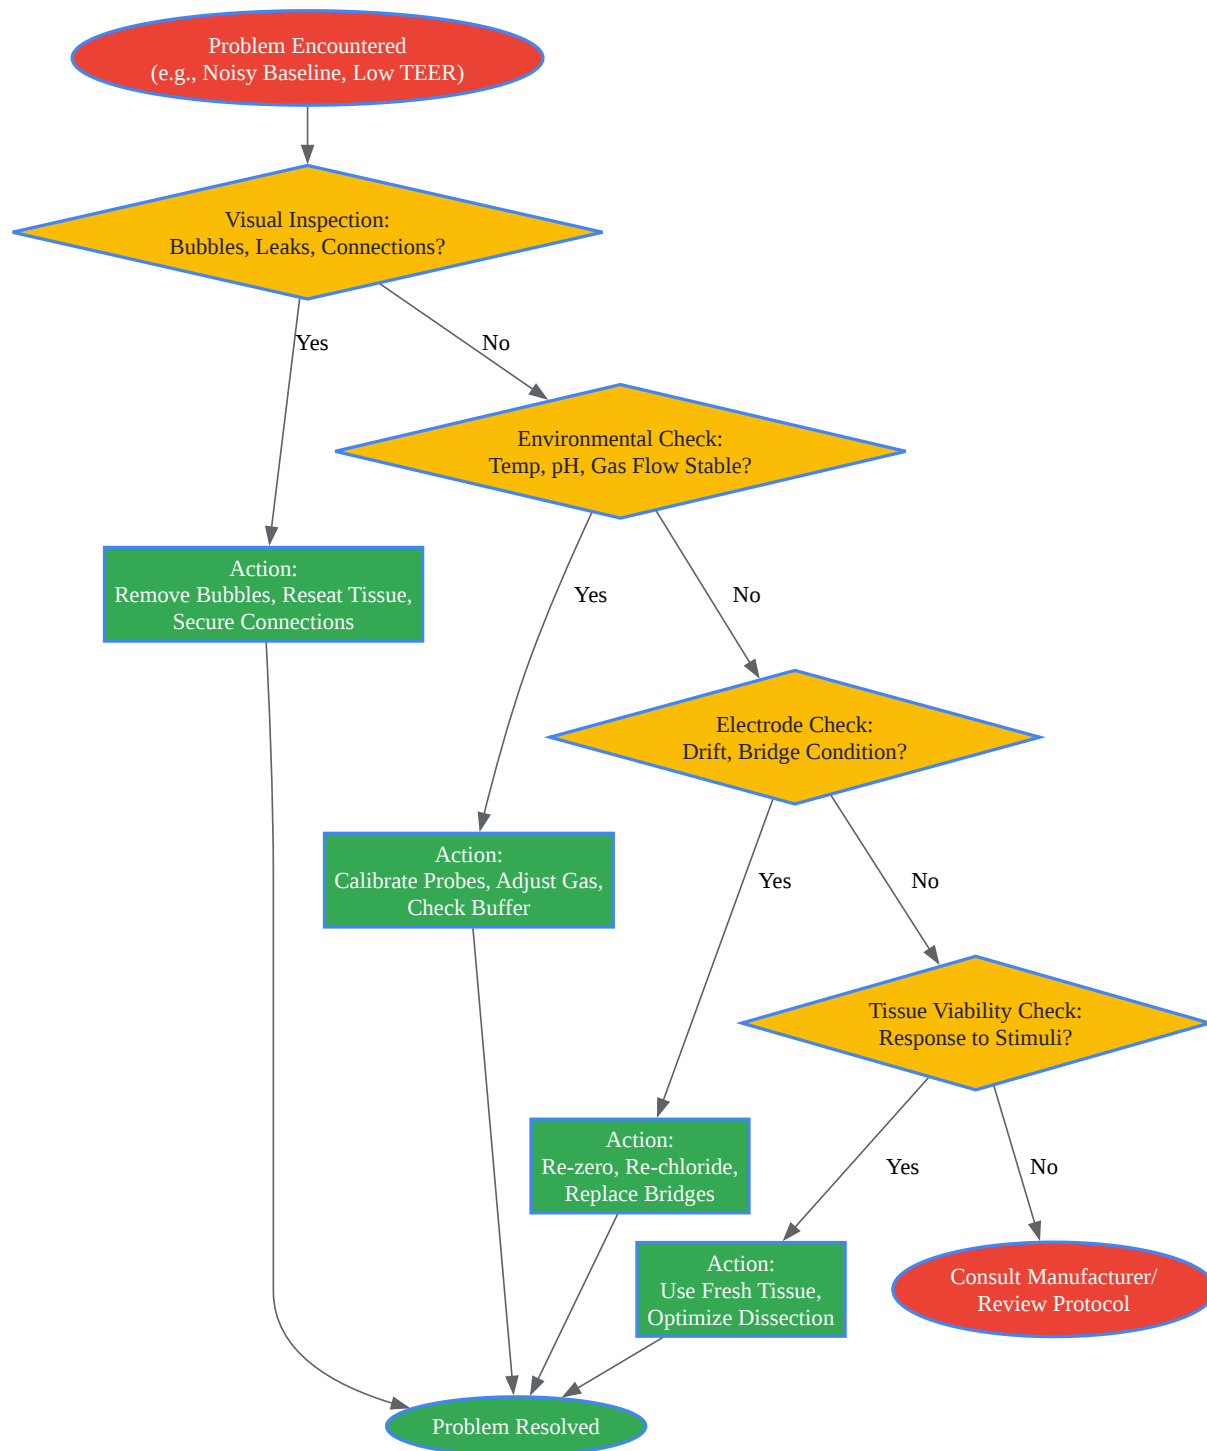 Problem Encountered
(e.g., Noisy Baseline, Low TEER)
Visual Inspection:
Bubbles, Leaks, Connections?
Yes
No
Environmental Check:
Temp, pH, Gas Flow Stable?
Action:
Remove Bubbles, Reseat Tissue,
Secure Connections
Yes
No
Electrode Check:
Drift, Bridge Condition?
Action:
Calibrate Probes, Adjust Gas,
Check Buffer
Yes
No
Tissue Viability Check:
Response to Stimuli?
Action:
Re-zero, Re-chloride,
Replace Bridges
Yes
No
Action:
Use Fresh Tissue,
Optimize Dissection
Consult Manufacturer/
Review Protocol
Problem Resolved